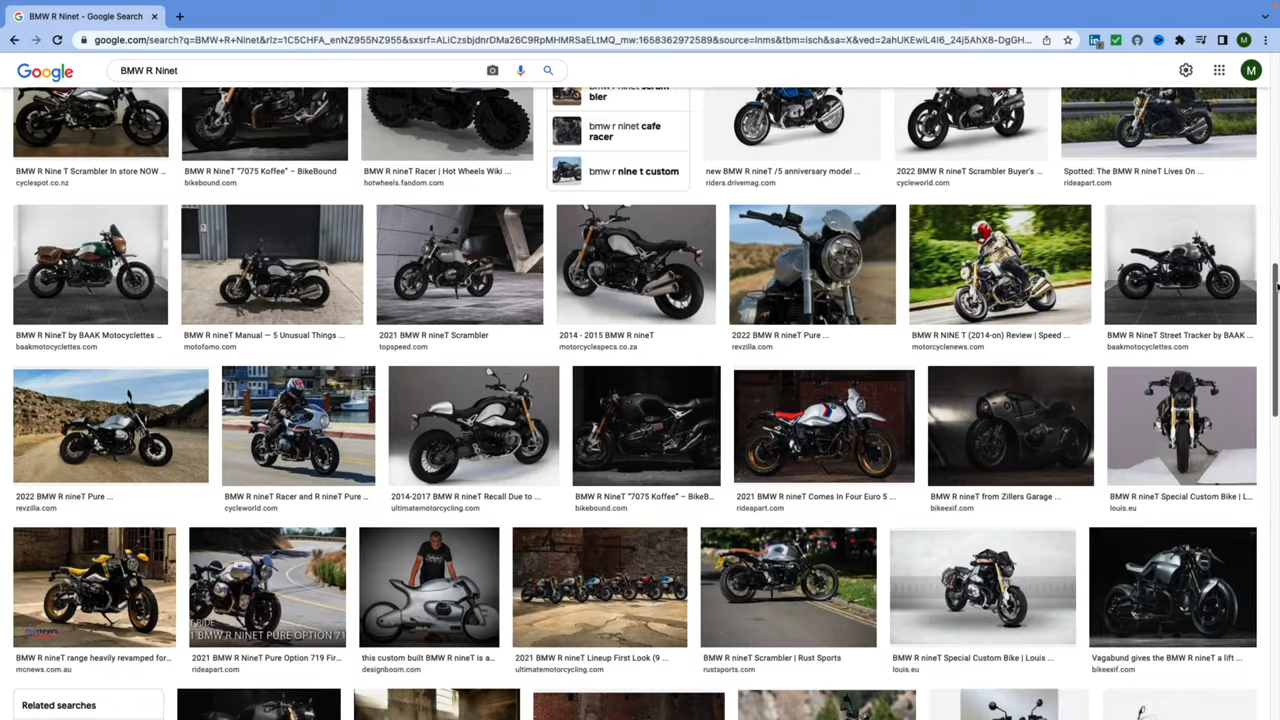 BMW R Ninet - Google Search
google.com/search?q=BMW+R+Ninet&rlz=1C5CHFA_enNZ955NZ955&sxsrf=ALiCzsbjdnrDMa26C9RpMHMRSaELtMQ_mw:1658362972589&source=lnms&tbm=isch&sa=X&ved=2ahUKEwiL4I6_24j5AhX8-DgGH...
M
Google
BMW R Ninet
M
bler
bmw r ninet cafe
racer
bmw r nine t custom
BMW R Nine T Scrambler In store NOW ...
cyclespot.co.nz
BMW R NineT "7075 Koffee" – BikeBound
bikebound.com
BMW R nineT Racer | Hot Wheels Wiki ...
hotwheels.fandom.com
new BMW R nineT /5 anniversary model ...
riders.drivemag.com
2022 BMW R nineT Scrambler Buyer's ...
cycleworld.com
Spotted: The BMW R nineT Lives On ...
rideapart.com
BMW R NineT by BAAK Motocyclettes ...
baakmotocyclettes.com
BMW R nineT Manual — 5 Unusual Things ...
motofomo.com
2021 BMW R nineT Scrambler
topspeed.com
2014 - 2015 BMW R nineT
motorcyclespecs.co.za
2022 BMW R nineT Pure ...
revzilla.com
BMW R NINE T (2014-on) Review | Speed ...
motorcyclenews.com
BMW R NineT Street Tracker by BAAK ...
baakmotocyclettes.com
2022 BMW R nineT Pure ...
revzilla.com
BMW R nineT Racer and R nineT Pure ...
cycleworld.com
2014-2017 BMW R nineT Recall Due to ...
ultimatemotorcycling.com
BMW R NineT "7075 Koffee" – BikeB...
bikebound.com
2021 BMW R nineT Comes In Four Euro 5 ...
rideapart.com
BMW R nineT from Zillers Garage ...
bikeexif.com
BMW R nineT Special Custom Bike | L...
louis.eu
T RIDE
1 BMW R NINET PURE OPTION 71
BMW R nineT range heavily revamped for...
mcnews.com.au
2021 BMW R NineT Pure Option 719 Fir...
rideapart.com
this custom built BMW R nineT is a...
designboom.com
2021 BMW R nineT Lineup First Look (9 ...
ultimatemotorcycling.com
BMW R nineT Scrambler | Rust Sports
rustsports.com
BMW R nineT Special Custom Bike | Louis ...
louis.eu
Vagabund gives the BMW R nineT a lift ...
bikeexif.com
Related searches